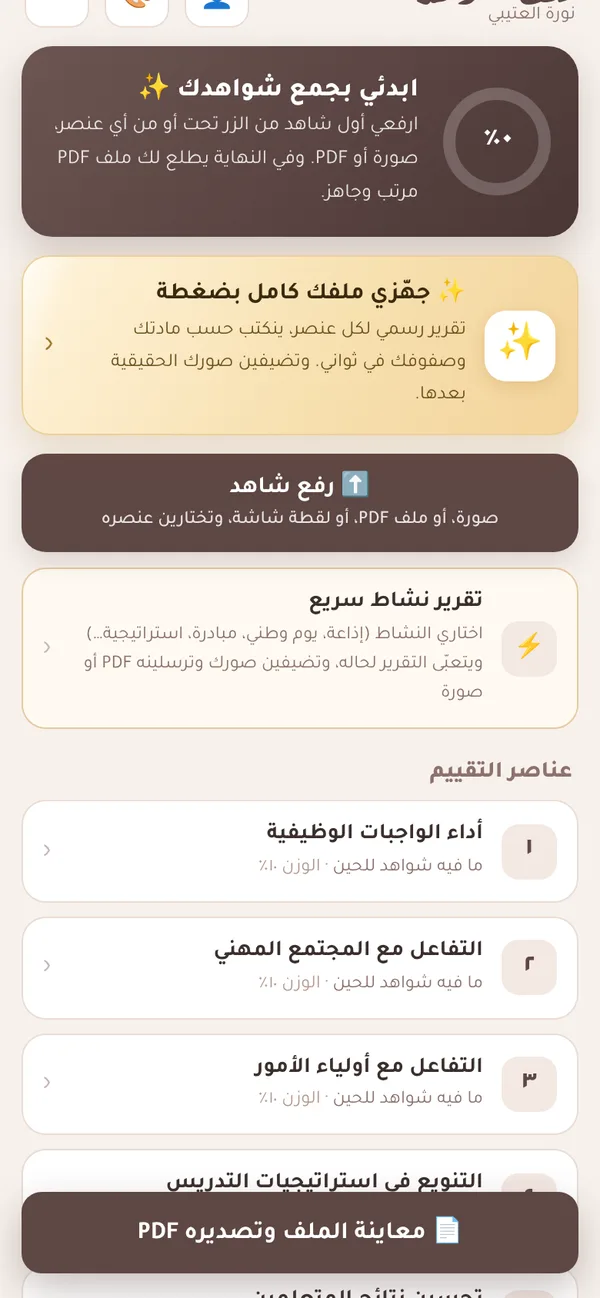 نورة العتيبي
ابدئي بجمع شواهدك ✨
ارفعي أول شاهد من الزر تحت أو من أي عنصر،
صورة أو PDF. وفي النهاية يطلع لك ملف PDF
مرتب وجاهز.
٠٪
✨ جهّزي ملفك كامل بضغطة
تقرير رسمي لكل عنصر، ينكتب حسب مادتك
وصفوفك في ثواني. وتضيفين صورك الحقيقية
بعدها.
⬆️ رفع شاهد
صورة، أو ملف PDF، أو لقطة شاشة، وتختارين عنصره
تقرير نشاط سريع
اختاري النشاط (إذاعة، يوم وطني، مبادرة، استراتيجية…)
ويتعبّى التقرير لحاله، وتضيفين صورك وترسلينه PDF أو
صورة
عناصر التقييم
١
أداء الواجبات الوظيفية
ما فيه شواهد للحين · الوزن ١٠٪
٢
التفاعل مع المجتمع المهني
ما فيه شواهد للحين · الوزن ١٠٪
٣
التفاعل مع أولياء الأمور
ما فيه شواهد للحين · الوزن ١٠٪
التنويع في استراتيجيات التدريس
📄 معاينة الملف وتصديره PDF
تحسين نتائج المتعلمين